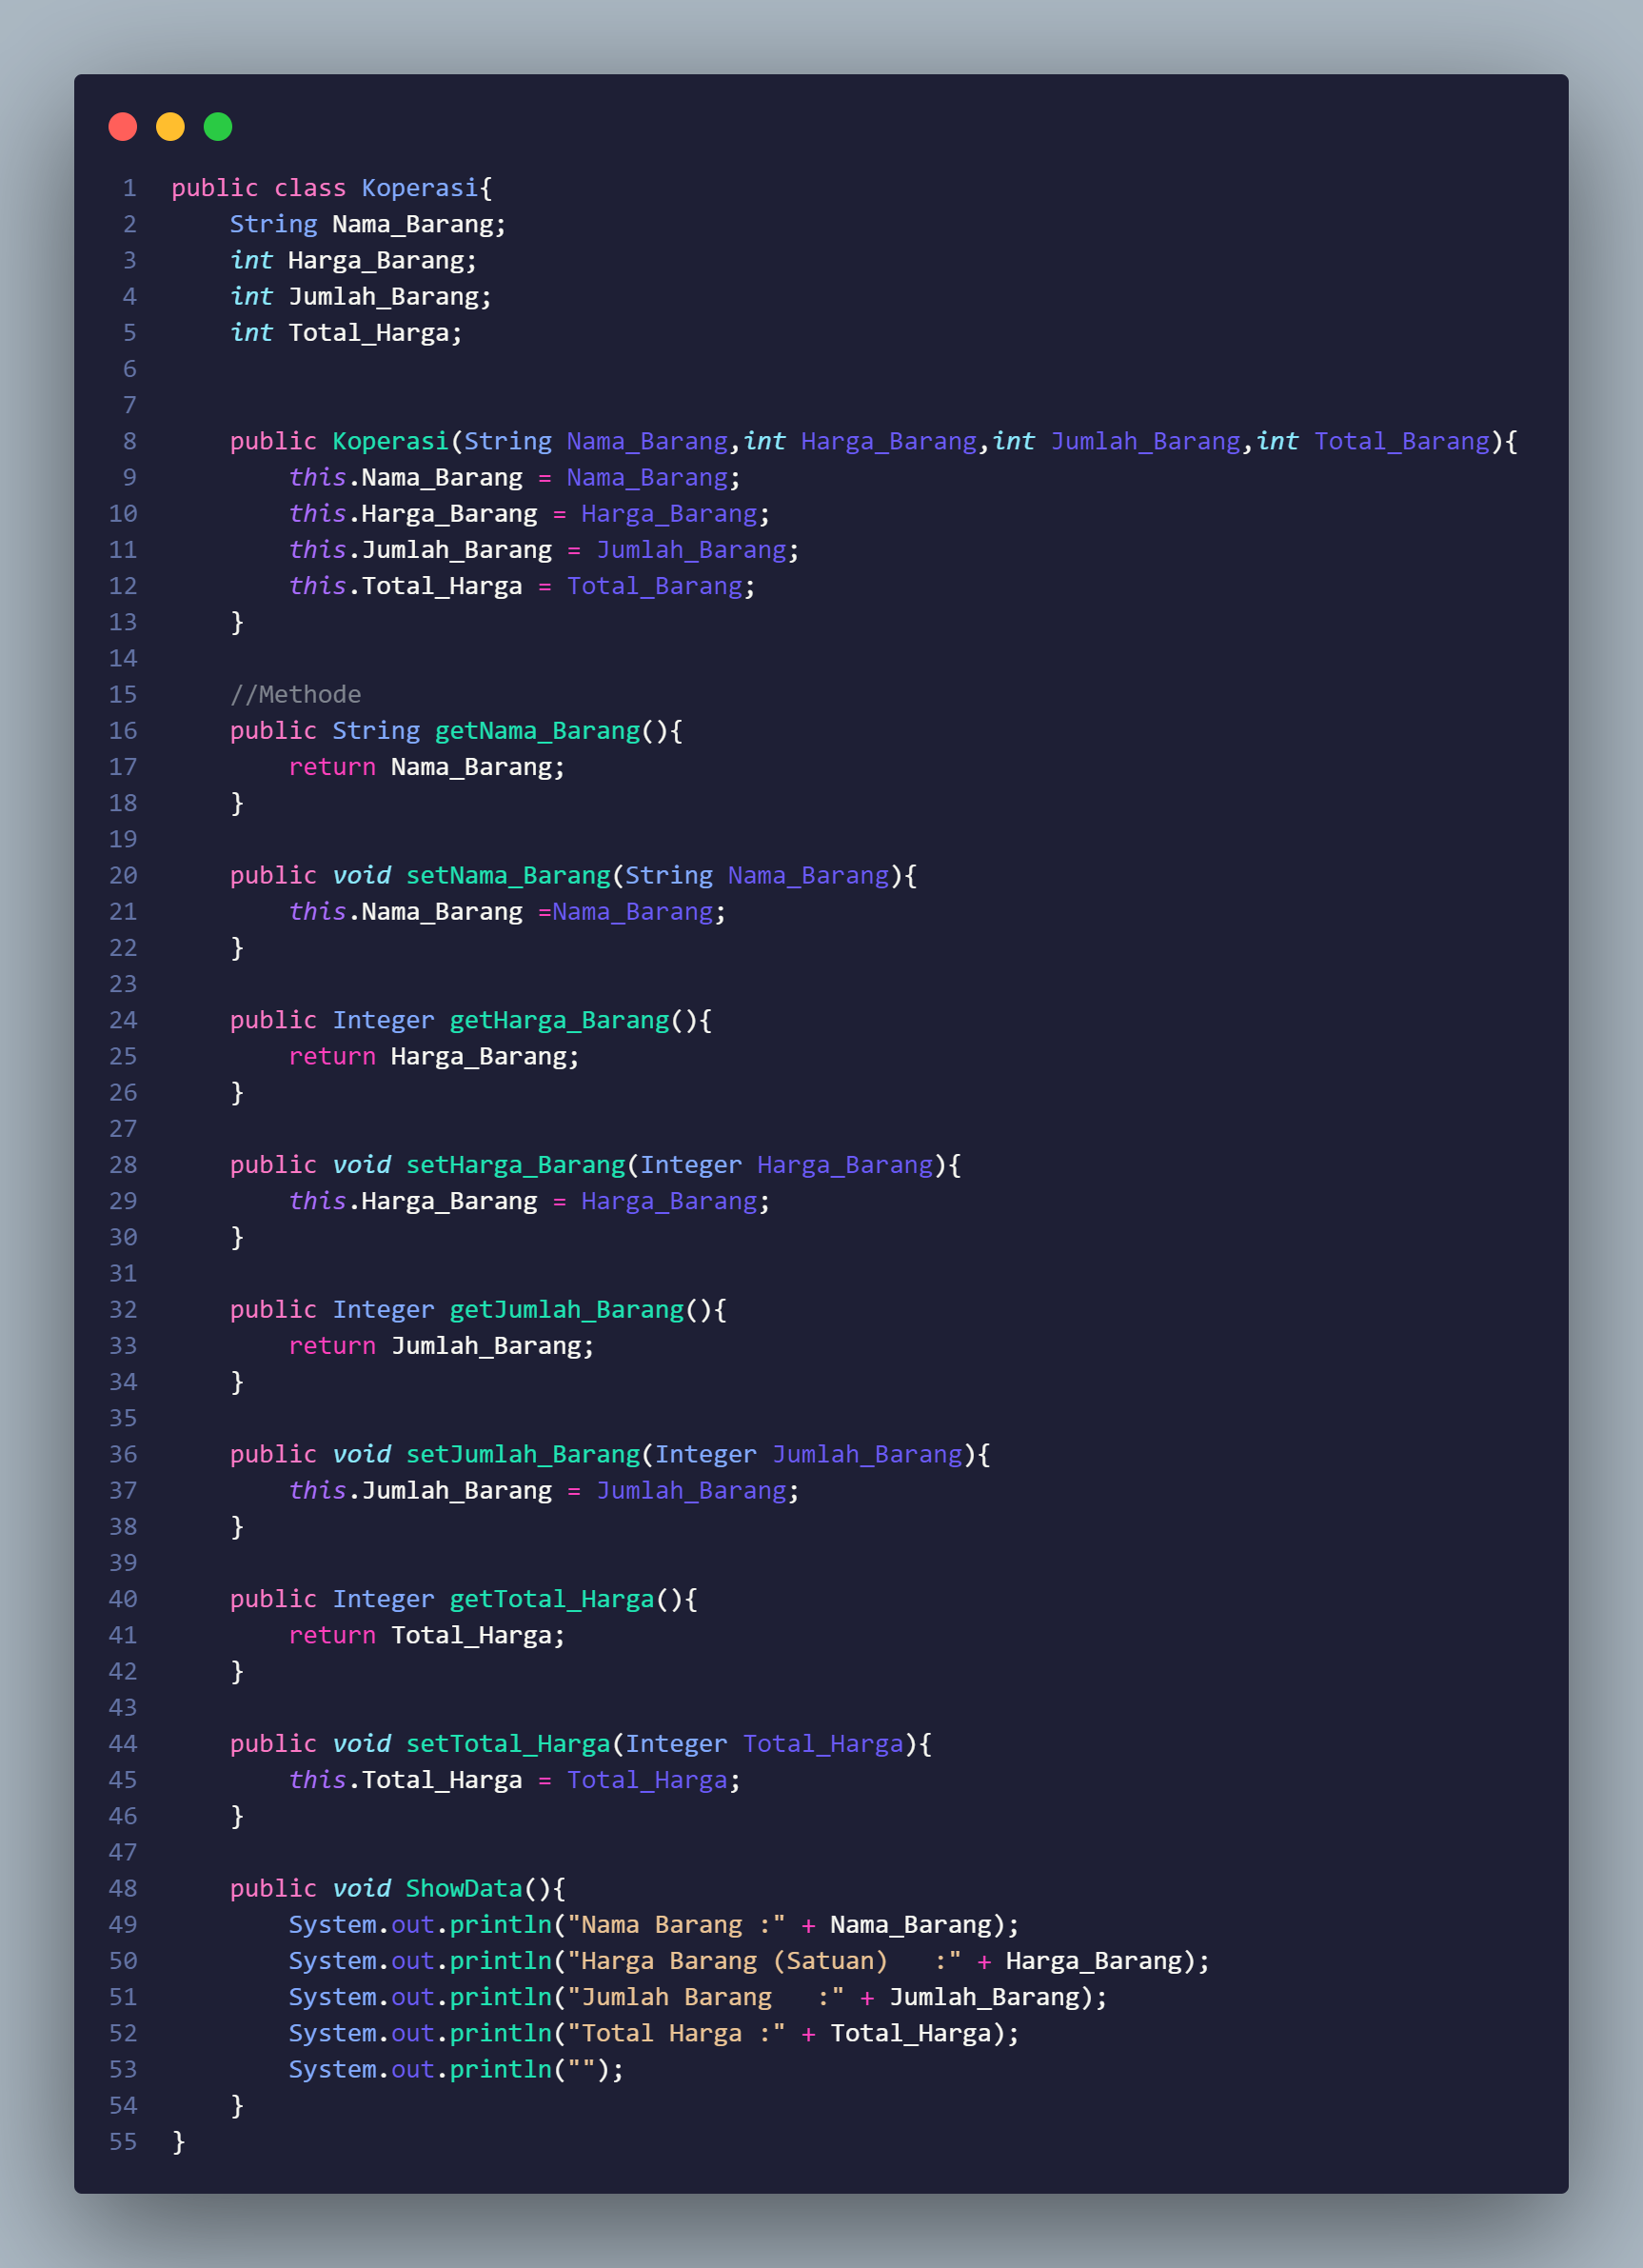 1 public class Koperasi{
2     String Nama_Barang;
3     int Harga_Barang;
4     int Jumlah_Barang;
5     int Total_Harga;
6
7
8     public Koperasi(String Nama_Barang,int Harga_Barang,int Jumlah_Barang,int Total_Barang){
9         this.Nama_Barang = Nama_Barang;
10         this.Harga_Barang = Harga_Barang;
11         this.Jumlah_Barang = Jumlah_Barang;
12         this.Total_Harga = Total_Barang;
13     }
14
15     //Methode
16     public String getNama_Barang(){
17         return Nama_Barang;
18     }
19
20     public void setNama_Barang(String Nama_Barang){
21         this.Nama_Barang =Nama_Barang;
22     }
23
24     public Integer getHarga_Barang(){
25         return Harga_Barang;
26     }
27
28     public void setHarga_Barang(Integer Harga_Barang){
29         this.Harga_Barang = Harga_Barang;
30     }
31
32     public Integer getJumlah_Barang(){
33         return Jumlah_Barang;
34     }
35
36     public void setJumlah_Barang(Integer Jumlah_Barang){
37         this.Jumlah_Barang = Jumlah_Barang;
38     }
39
40     public Integer getTotal_Harga(){
41         return Total_Harga;
42     }
43
44     public void setTotal_Harga(Integer Total_Harga){
45         this.Total_Harga = Total_Harga;
46     }
47
48     public void ShowData(){
49         System.out.println("Nama Barang :" + Nama_Barang);
50         System.out.println("Harga Barang (Satuan)   :" + Harga_Barang);
51         System.out.println("Jumlah Barang   :" + Jumlah_Barang);
52         System.out.println("Total Harga :" + Total_Harga);
53         System.out.println("");
54     }
55 }